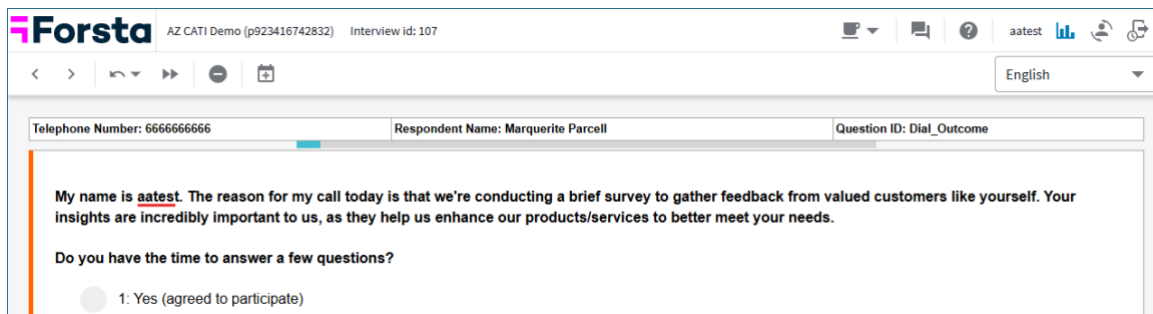 Forsta AZ CATI Demo (p923416742832) Interview id: 107 aatest
English
Telephone Number: 6666666666 Respondent Name: Marguerite Parcell Question ID: Dial_Outcome
My name is aatest. The reason for my call today is that we're conducting a brief survey to gather feedback from valued customers like yourself. Your
insights are incredibly important to us, as they help us enhance our products/services to better meet your needs.
Do you have the time to answer a few questions?
1: Yes (agreed to participate)